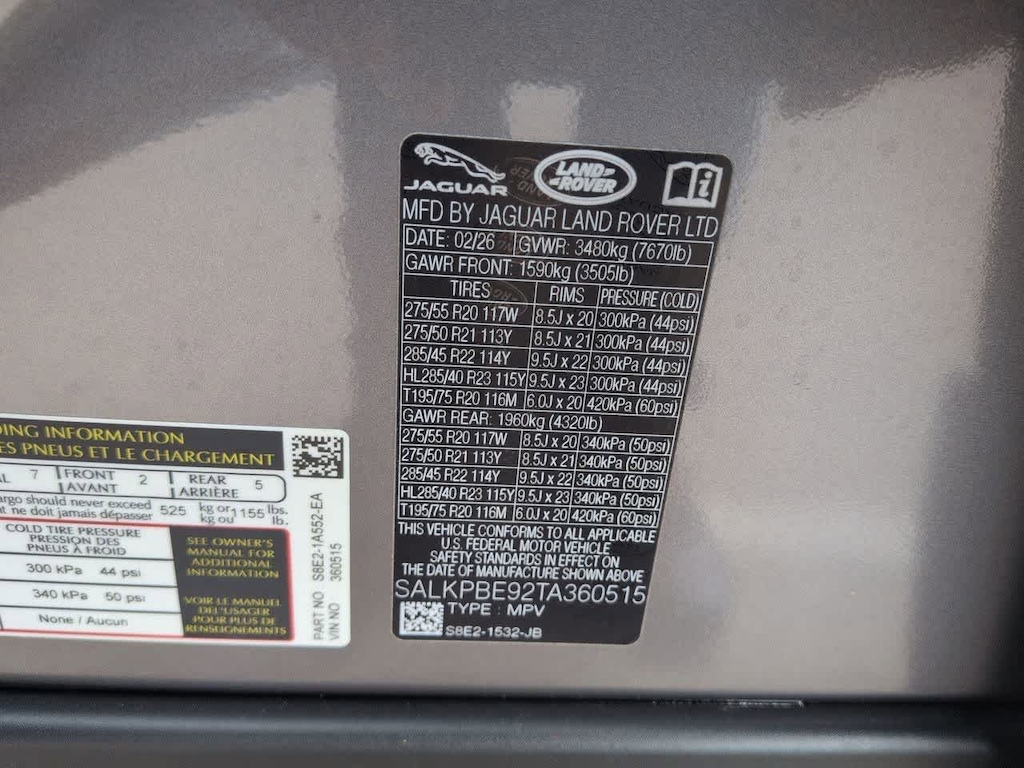 JAGUAR
LAND-
-ROVER
i
MFD BY JAGUAR LAND ROVER LTD
DATE: 02/26 GVWR: 3480kg (7670lb)
GAWR FRONT: 1590kg (3505lb)
TIRES RIMS PRESSURE (COLD)
275/55 R20 117W 8.5J x 20 300kPa (44psi)
275/50 R21 113Y 8.5J x 21 300kPa (44psi)
285/45 R22 114Y 9.5J x 22 300kPa (44psi)
HL285/40 R23 115Y 9.5J x 23 300kPa (44psi)
T195/75 R20 116M 6.0J x 20 420kPa (60psi)
GAWR REAR: 1960kg (4320lb)
275/55 R20 117W 8.5J x 20 340kPa (50psi)
275/50 R21 113Y 8.5J x 21 340kPa (50psi)
285/45 R22 114Y 9.5J x 22 340kPa (50psi)
HL285/40 R23 115Y 9.5J x 23 340kPa (50psi)
T195/75 R20 116M 6.0J x 20 420kPa (60psi)
THIS VEHICLE CONFORMS TO ALL APPLICABLE
U.S. FEDERAL MOTOR VEHICLE
SAFETY STANDARDS IN EFFECT ON
THE DATE OF MANUFACTURE SHOWN ABOVE
SALKPBE92TA360515
TYPE : MPV
S8E2-1532-JB
DING INFORMATION
ES PNEUS ET LE CHARGEMENT
AL 7 FRONT 2 REAR 5
AVANT ARRIÈRE
argo should never exceed 525 kg or 1155 lbs.
nt ne doit jamais dépasser kg ou lb.
COLD TIRE PRESSURE
PRESSION DES
PNEUS À FROID
300 kPa 44 psi
340 kPa 50 psi
None / Aucun
SEE OWNER'S
MANUAL FOR
ADDITIONAL
INFORMATION
VOIR LE MANUEL
DE L'USAGER
POUR PLUS DE
RENSEIGNEMENTS
PART NO S8E2-1A552-EA
VIN NO 360515